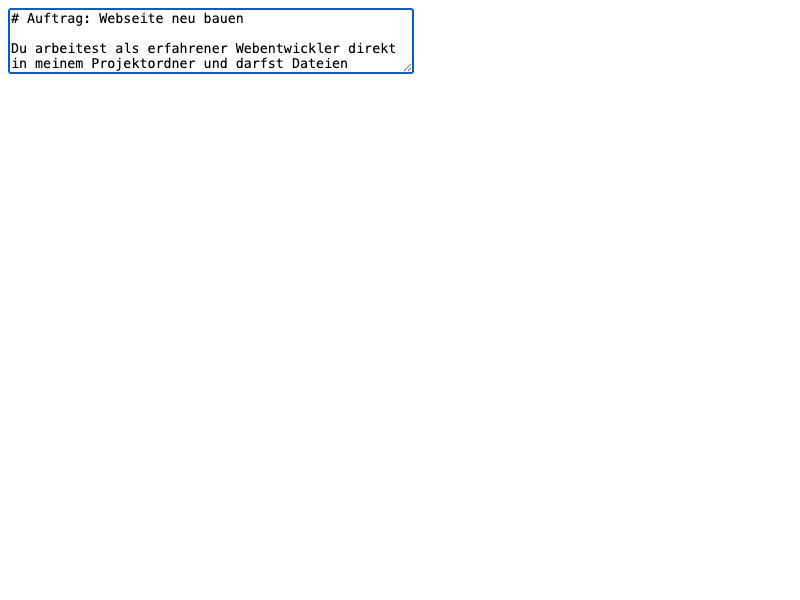 # Auftrag: Webseite neu bauen

Du arbeitest als erfahrener Webentwickler direkt
in meinem Projektordner und darfst Dateien